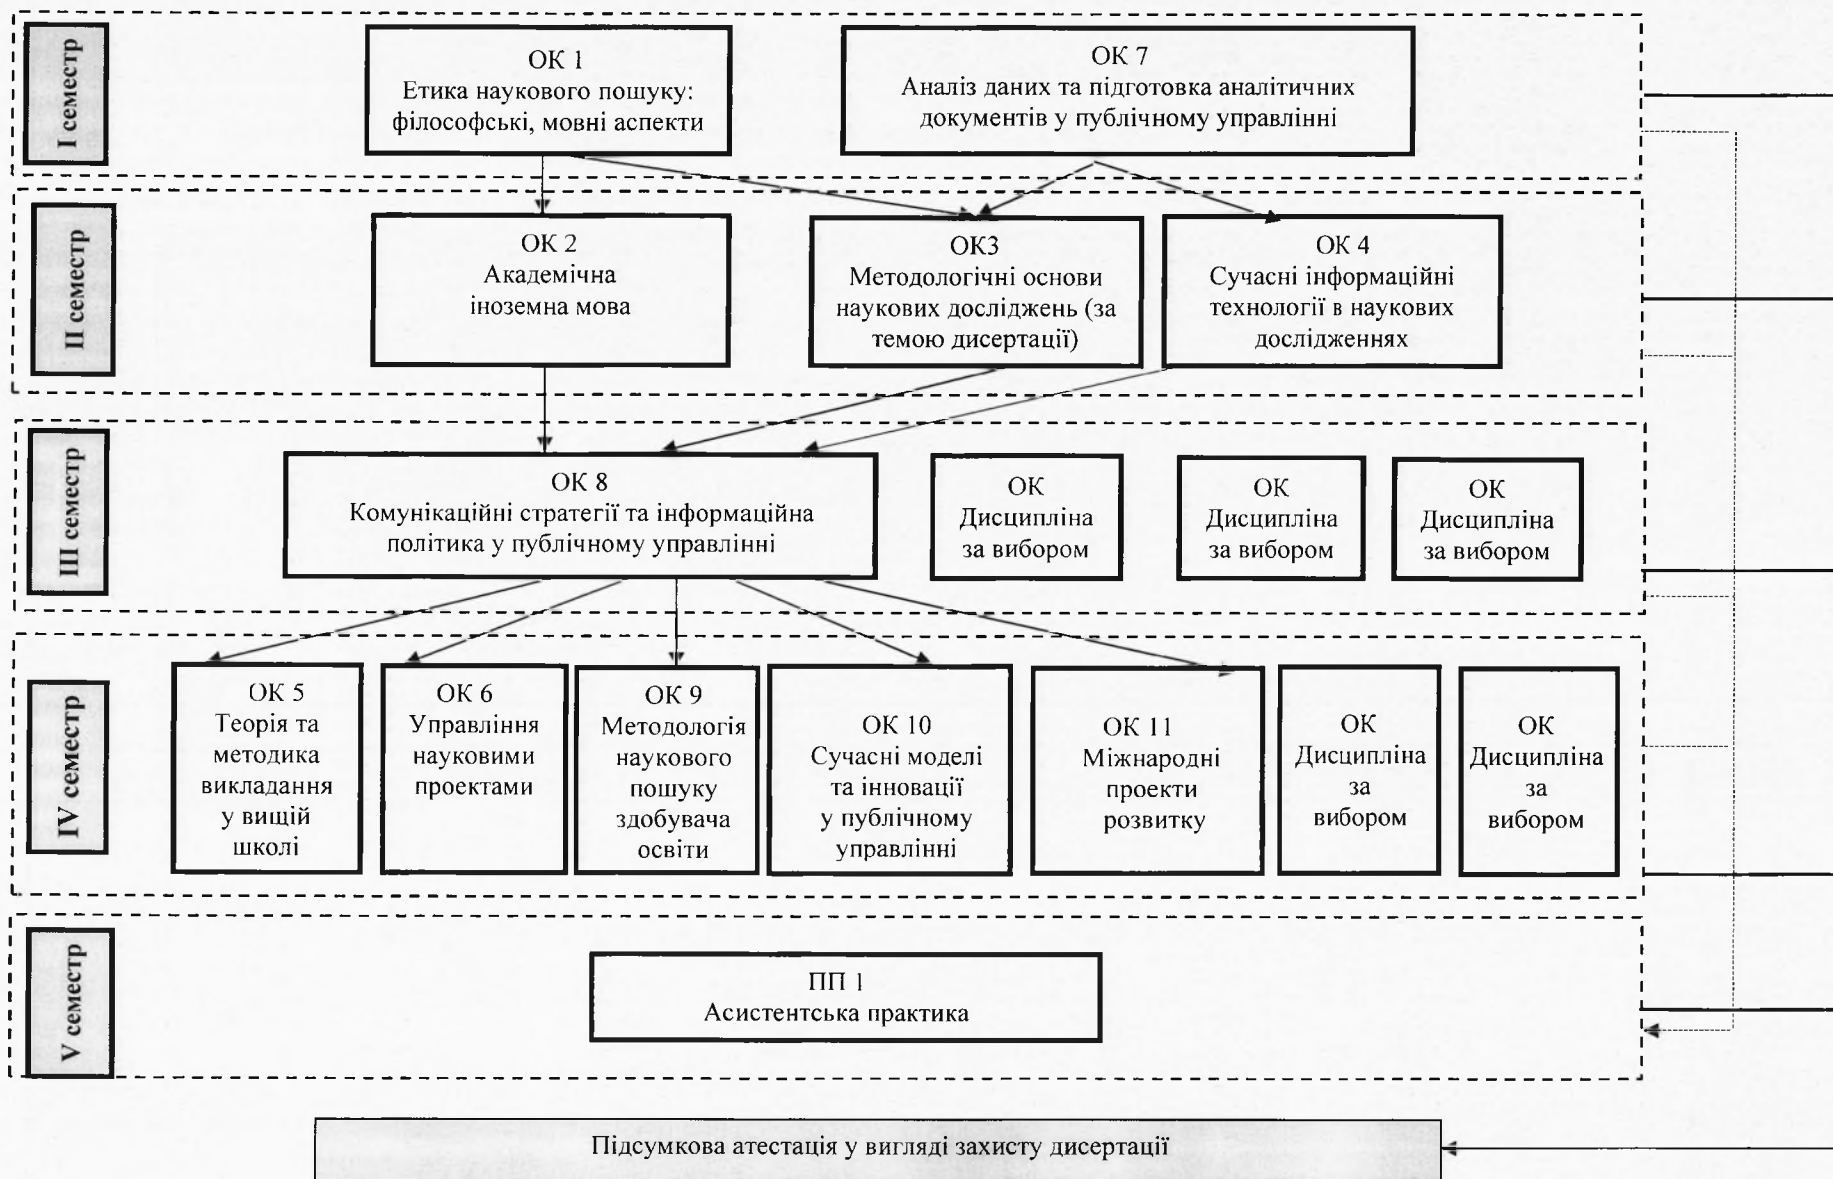 I семестр
ОК 1
Етика наукового пошуку:
філософські, мовні аспекти
ОК 7
Аналіз даних та підготовка аналітичних
документів у публічному управлінні
II семестр
ОК 2
Академічна
іноземна мова
ОК3
Методологічні основи
наукових досліджень (за
темою дисертації)
ОК 4
Сучасні інформаційні
технології в наукових
дослідженнях
III семестр
ОК 8
Комунікаційні стратегії та інформаційна
політика у публічному управлінні
ОК
Дисципліна
за вибором
ОК
Дисципліна
за вибором
ОК
Дисципліна
за вибором
IV семестр
ОК 5
Теорія та
методика
викладання
у вищій
школі
ОК 6
Управління
науковими
проектами
ОК 9
Методологія
наукового
пошуку
здобувача
освіти
ОК 10
Сучасні моделі
та інновації
у публічному
управлінні
ОК 11
Міжнародні
проекти
розвитку
ОК
Дисципліна
за
вибором
ОК
Дисципліна
за
вибором
V семестр
ПП 1
Асистентська практика
Підсумкова атестація у вигляді захисту дисертації